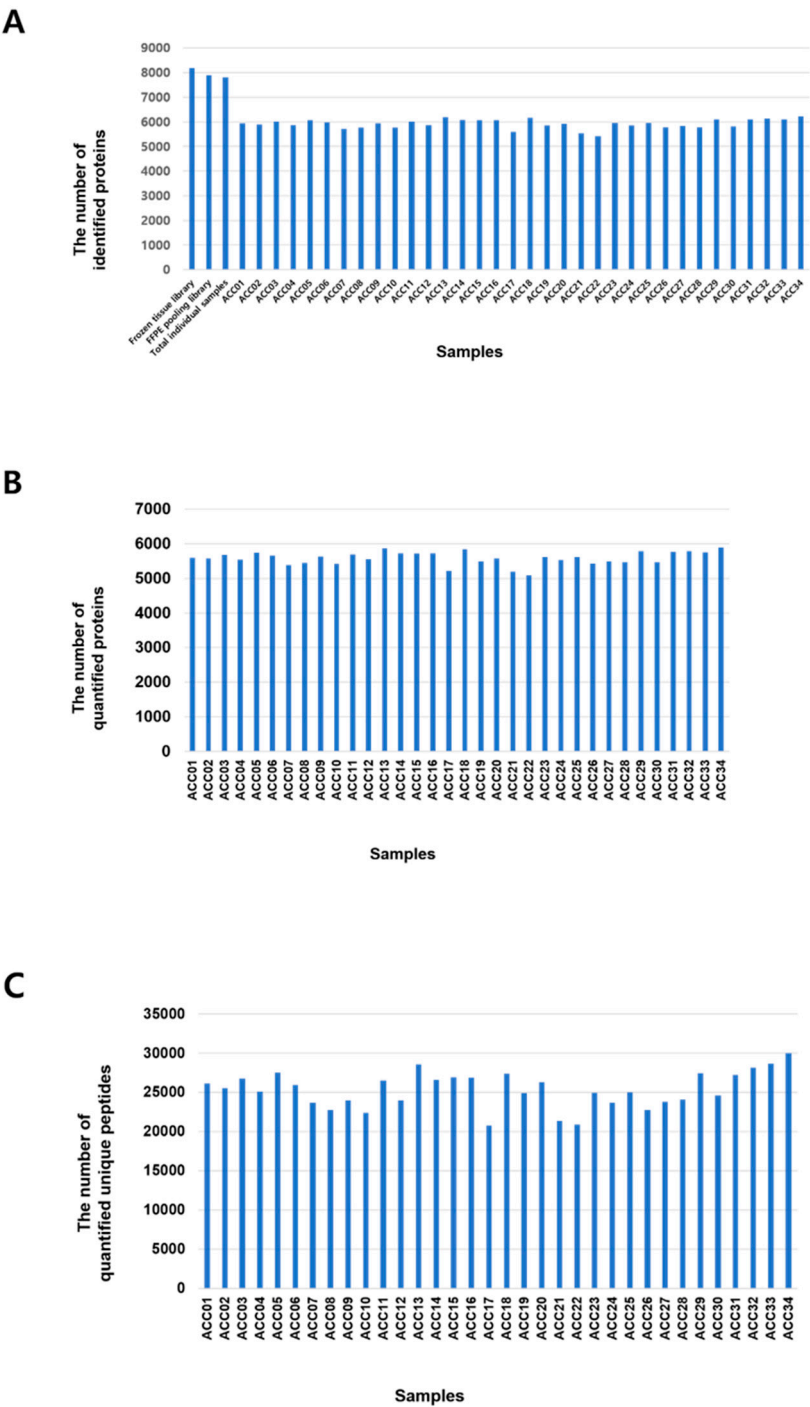 A
9000
8000
7000
6000
5000
4000
3000
2000
1000
0
The number of
identified proteins
Frozen tissue library
FFPE pooling library
Total individual samples
ACC01
ACC02
ACC03
ACC04
ACC05
ACC06
ACC07
ACC08
ACC09
ACC10
ACC11
ACC12
ACC13
ACC14
ACC15
ACC16
ACC17
ACC18
ACC19
ACC20
ACC21
ACC22
ACC23
ACC24
ACC25
ACC26
ACC27
ACC28
ACC29
ACC30
ACC31
ACC32
ACC33
ACC34
Samples
B
7000
6000
5000
4000
3000
2000
1000
0
The number of
quantified proteins
ACC01
ACC02
ACC03
ACC04
ACC05
ACC06
ACC07
ACC08
ACC09
ACC10
ACC11
ACC12
ACC13
ACC14
ACC15
ACC16
ACC17
ACC18
ACC19
ACC20
ACC21
ACC22
ACC23
ACC24
ACC25
ACC26
ACC27
ACC28
ACC29
ACC30
ACC31
ACC32
ACC33
ACC34
Samples
C
35000
30000
25000
20000
15000
10000
5000
0
The number of
quantified unique peptides
ACC01
ACC02
ACC03
ACC04
ACC05
ACC06
ACC07
ACC08
ACC09
ACC10
ACC11
ACC12
ACC13
ACC14
ACC15
ACC16
ACC17
ACC18
ACC19
ACC20
ACC21
ACC22
ACC23
ACC24
ACC25
ACC26
ACC27
ACC28
ACC29
ACC30
ACC31
ACC32
ACC33
ACC34
Samples